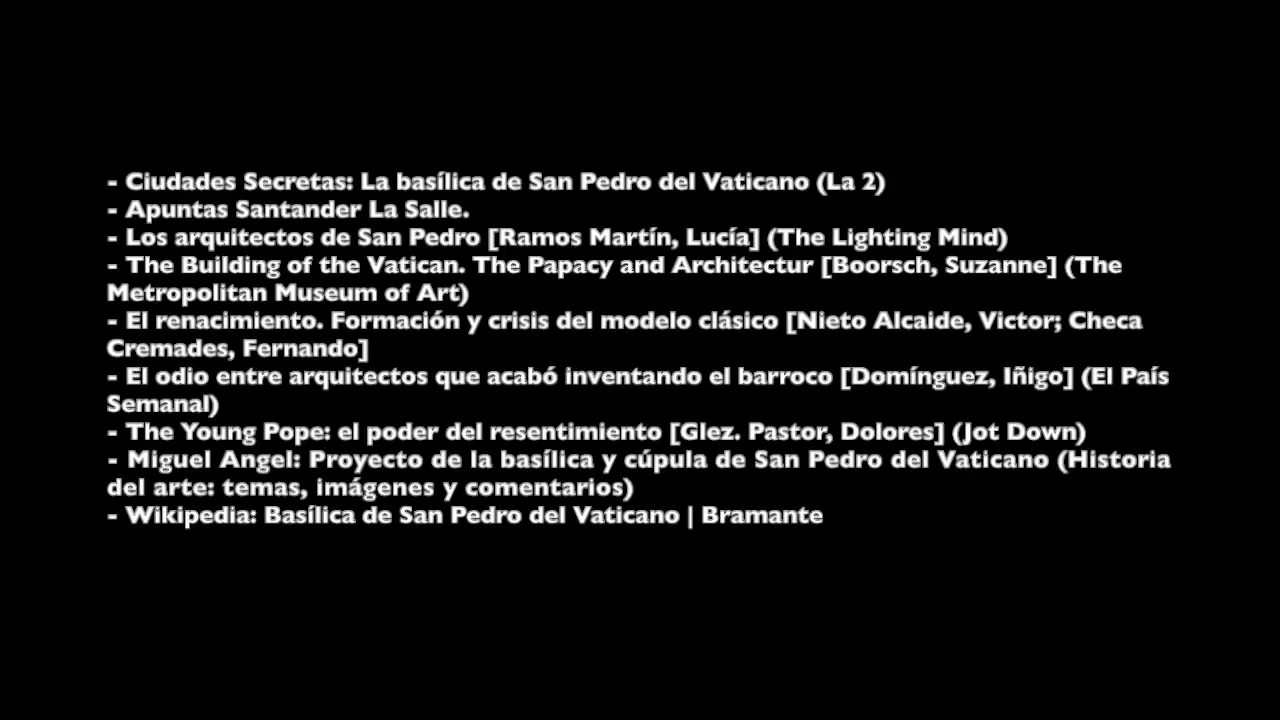 - Ciudades Secretas: La basílica de San Pedro del Vaticano (La 2)
- Apuntas Santander La Salle.
- Los arquitectos de San Pedro [Ramos Martín, Lucía] (The Lighting Mind)
- The Building of the Vatican. The Papacy and Architectur [Boorsch, Suzanne] (The
Metropolitan Museum of Art)
- El renacimiento. Formación y crisis del modelo clásico [Nieto Alcaide, Victor; Checa
Cremades, Fernando]
- El odio entre arquitectos que acabó inventando el barroco [Domínguez, Iñigo] (El País
Semanal)
- The Young Pope: el poder del resentimiento [Glez. Pastor, Dolores] (Jot Down)
- Miguel Angel: Proyecto de la basílica y cúpula de San Pedro del Vaticano (Historia
del arte: temas, imágenes y comentarios)
- Wikipedia: Basílica de San Pedro del Vaticano | Bramante